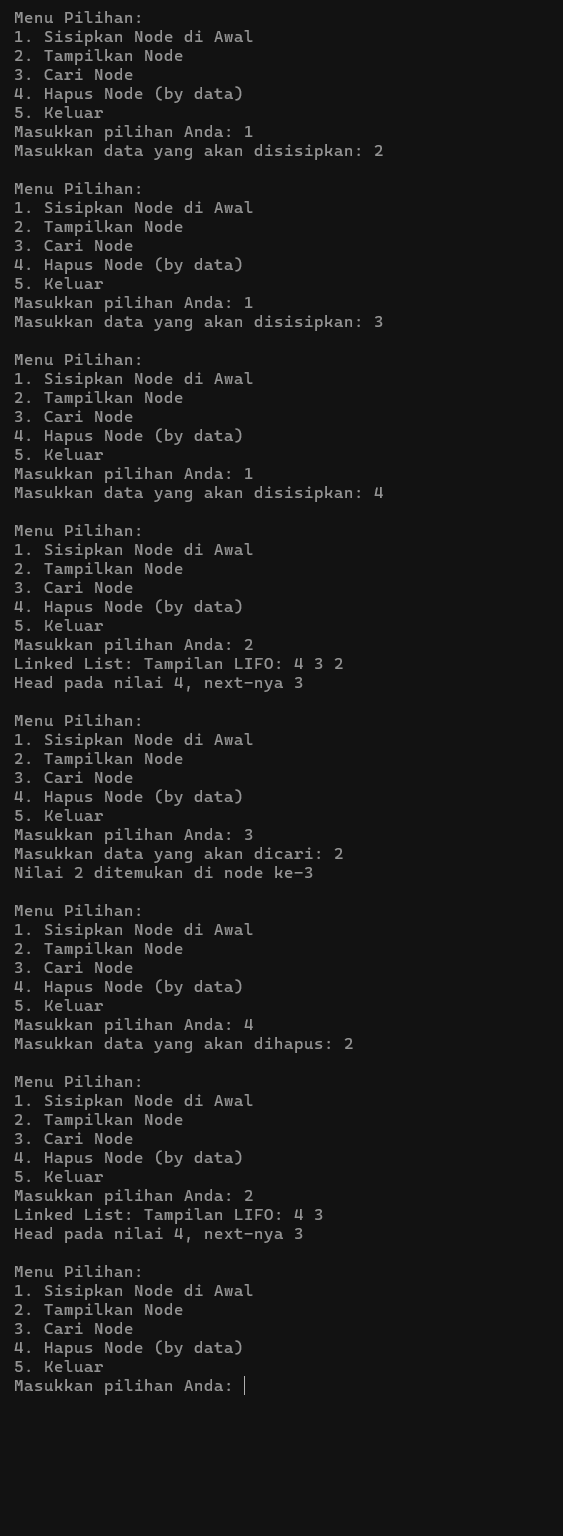 Menu Pilihan:
1. Sisipkan Node di Awal
2. Tampilkan Node
3. Cari Node
4. Hapus Node (by data)
5. Keluar
Masukkan pilihan Anda: 1
Masukkan data yang akan disisipkan: 2

Menu Pilihan:
1. Sisipkan Node di Awal
2. Tampilkan Node
3. Cari Node
4. Hapus Node (by data)
5. Keluar
Masukkan pilihan Anda: 1
Masukkan data yang akan disisipkan: 3

Menu Pilihan:
1. Sisipkan Node di Awal
2. Tampilkan Node
3. Cari Node
4. Hapus Node (by data)
5. Keluar
Masukkan pilihan Anda: 1
Masukkan data yang akan disisipkan: 4

Menu Pilihan:
1. Sisipkan Node di Awal
2. Tampilkan Node
3. Cari Node
4. Hapus Node (by data)
5. Keluar
Masukkan pilihan Anda: 2
Linked List: Tampilan LIFO: 4 3 2
Head pada nilai 4, next-nya 3

Menu Pilihan:
1. Sisipkan Node di Awal
2. Tampilkan Node
3. Cari Node
4. Hapus Node (by data)
5. Keluar
Masukkan pilihan Anda: 3
Masukkan data yang akan dicari: 2
Nilai 2 ditemukan di node ke-3

Menu Pilihan:
1. Sisipkan Node di Awal
2. Tampilkan Node
3. Cari Node
4. Hapus Node (by data)
5. Keluar
Masukkan pilihan Anda: 4
Masukkan data yang akan dihapus: 2

Menu Pilihan:
1. Sisipkan Node di Awal
2. Tampilkan Node
3. Cari Node
4. Hapus Node (by data)
5. Keluar
Masukkan pilihan Anda: 2
Linked List: Tampilan LIFO: 4 3
Head pada nilai 4, next-nya 3

Menu Pilihan:
1. Sisipkan Node di Awal
2. Tampilkan Node
3. Cari Node
4. Hapus Node (by data)
5. Keluar
Masukkan pilihan Anda: